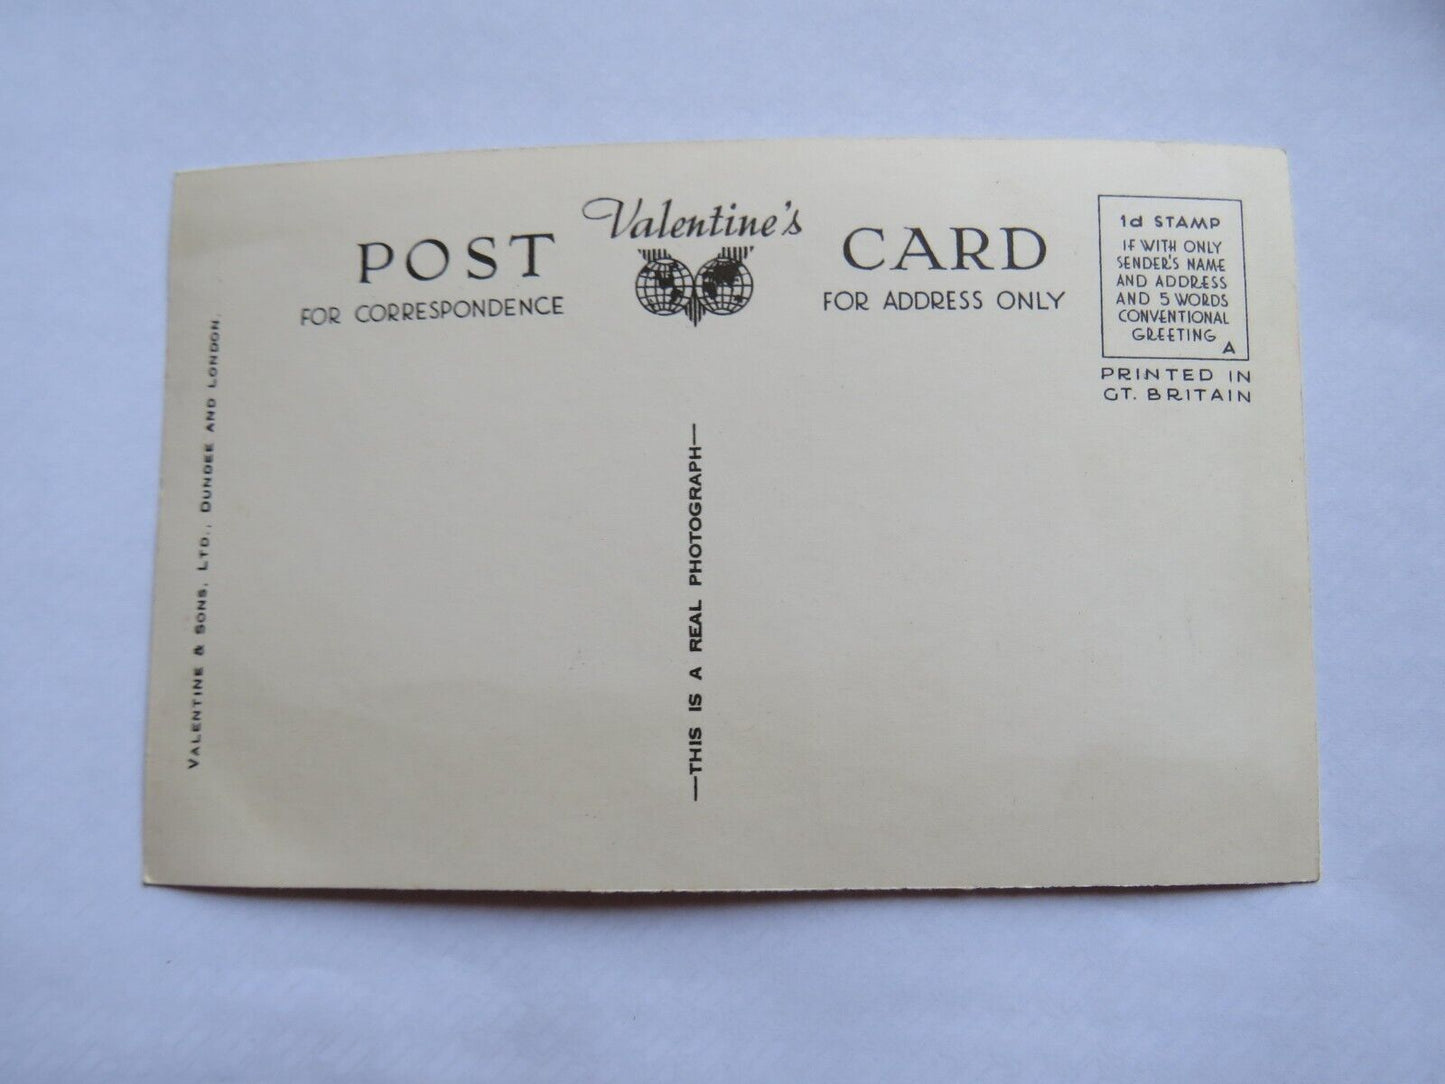 POST
Valentine's
CARD
FOR CORRESPONDENCE
FOR ADDRESS ONLY
1d STAMP
IF WITH ONLY
SENDER'S NAME
AND ADDRESS
AND 5 WORDS
CONVENTIONAL
GREETING
A
PRINTED IN
GT. BRITAIN
VALENTINE & SONS, LTD., DUNDEE AND LONDON.
—THIS IS A REAL PHOTOGRAPH—